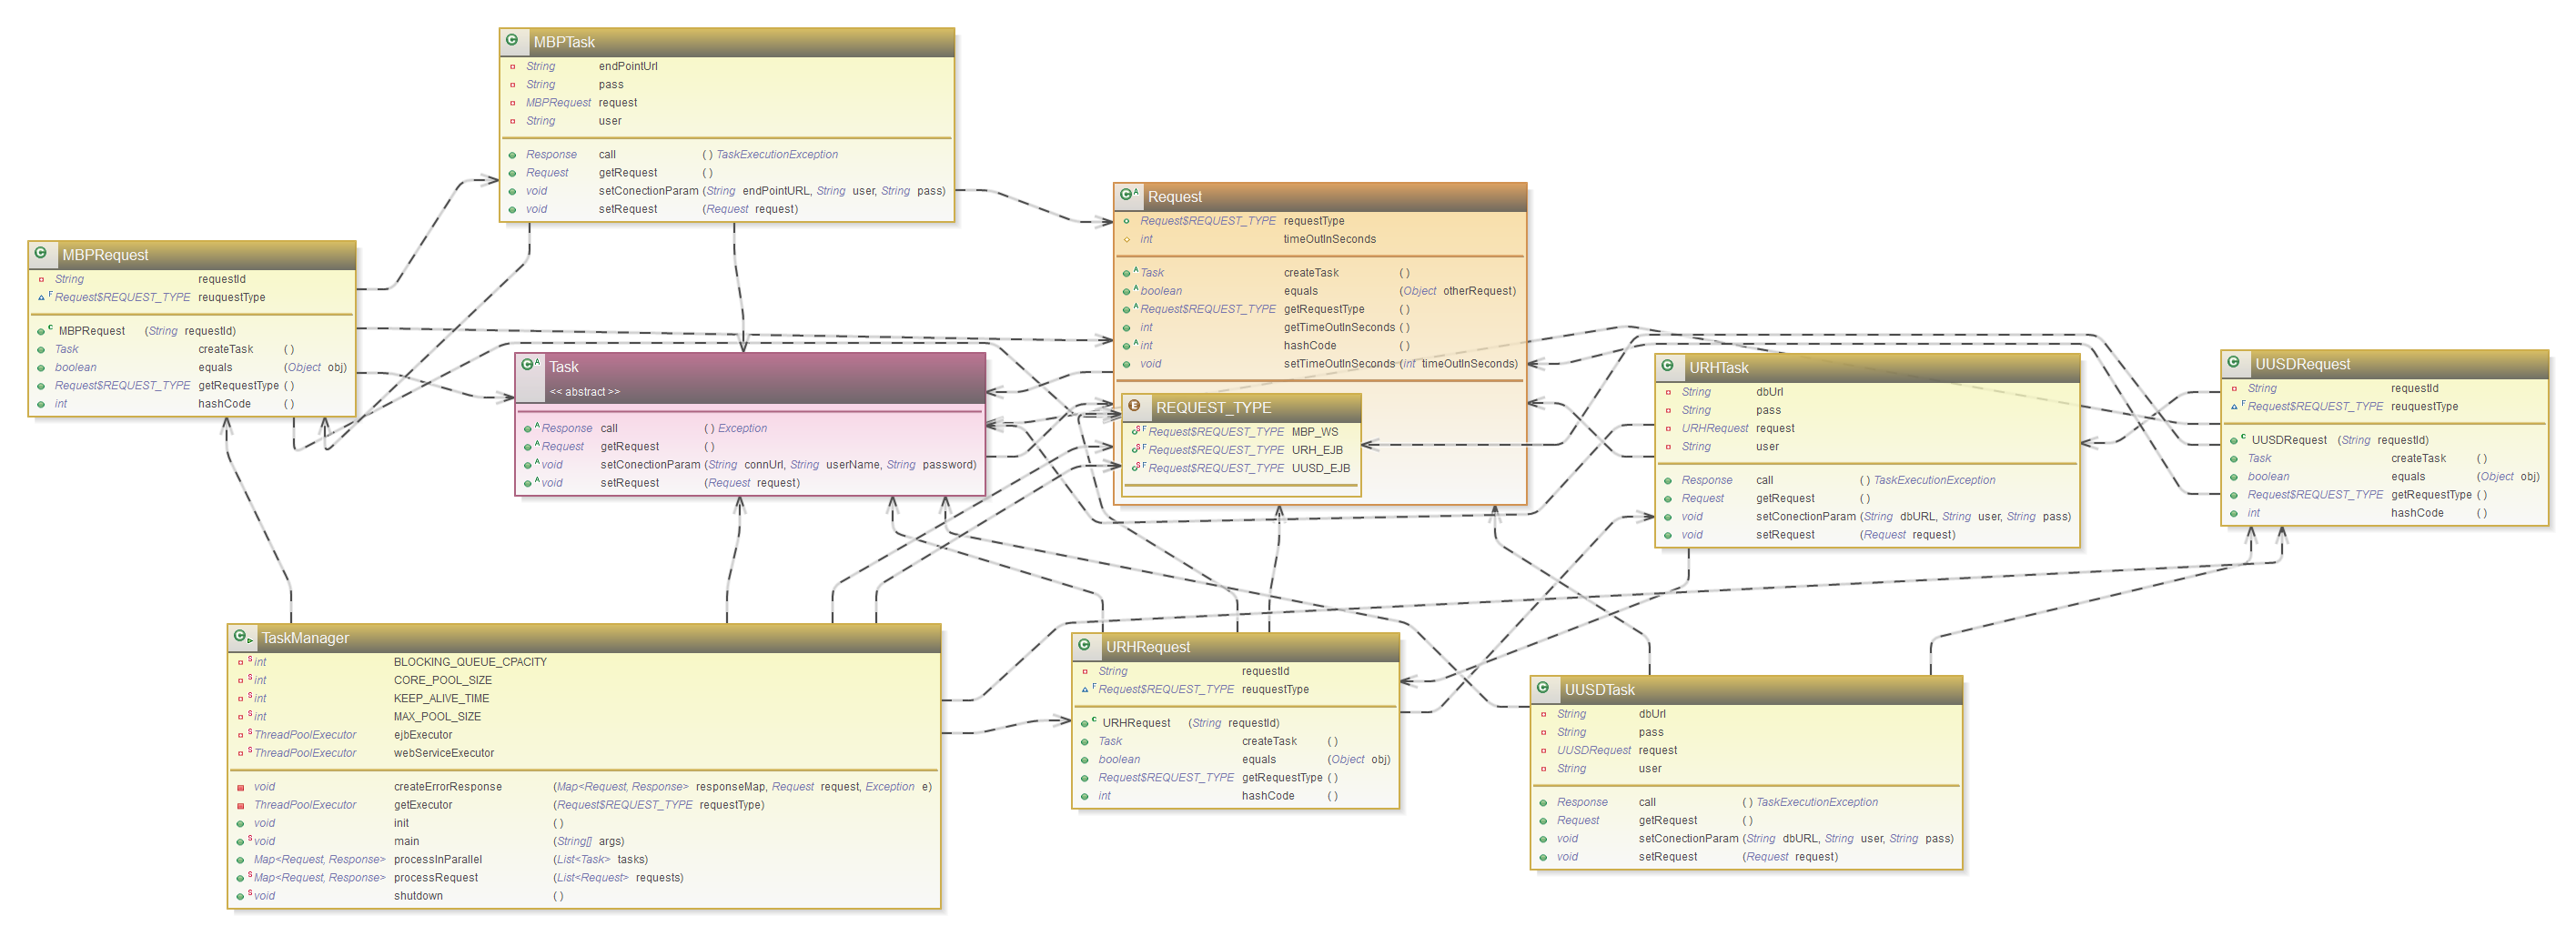 MBPTask
String endPointUrl
String pass
MBPRequest request
String user
Response call ( ) TaskExecutionException
Request getRequest ( )
void setConectionParam (String endPointURL, String user, String pass)
void setRequest (Request request)
MBPRequest
String requestId
F Request$REQUEST_TYPE reuquestType
C MBPRequest (String requestId)
Task createTask ( )
boolean equals (Object obj)
Request$REQUEST_TYPE getRequestType ( )
int hashCode ( )
Request
Request$REQUEST_TYPE requestType
int timeOutInSeconds
A Task createTask ( )
A boolean equals (Object otherRequest)
A Request$REQUEST_TYPE getRequestType ( )
int getTimeOutInSeconds ( )
A int hashCode ( )
void setTimeOutInSeconds (int timeOutInSeconds)
E REQUEST_TYPE
S F Request$REQUEST_TYPE MBP_WS
S F Request$REQUEST_TYPE URH_EJB
S F Request$REQUEST_TYPE UUSD_EJB
Task
<< abstract >>
A Response call ( ) Exception
A Request getRequest ( )
A void setConectionParam (String connUrl, String userName, String password)
A void setRequest (Request request)
URHTask
String dbUrl
String pass
URHRequest request
String user
Response call ( ) TaskExecutionException
Request getRequest ( )
void setConectionParam (String dbURL, String user, String pass)
void setRequest (Request request)
UUSDRequest
String requestId
F Request$REQUEST_TYPE reuquestType
C UUSDRequest (String requestId)
Task createTask ( )
boolean equals (Object obj)
Request$REQUEST_TYPE getRequestType ( )
int hashCode ( )
TaskManager
S int BLOCKING_QUEUE_CPACITY
S int CORE_POOL_SIZE
S int KEEP_ALIVE_TIME
S int MAX_POOL_SIZE
S ThreadPoolExecutor ejbExecutor
S ThreadPoolExecutor webServiceExecutor
void createErrorResponse (Map<Request, Response> responseMap, Request request, Exception e)
ThreadPoolExecutor getExecutor (Request$REQUEST_TYPE requestType)
void init ( )
S void main (String[] args)
Map<Request, Response> processInParallel (List<Task> tasks)
S Map<Request, Response> processRequest (List<Request> requests)
S void shutdown ( )
URHRequest
String requestId
F Request$REQUEST_TYPE reuquestType
C URHRequest (String requestId)
Task createTask ( )
boolean equals (Object obj)
Request$REQUEST_TYPE getRequestType ( )
int hashCode ( )
UUSDTask
String dbUrl
String pass
UUSDRequest request
String user
Response call ( ) TaskExecutionException
Request getRequest ( )
void setConectionParam (String dbURL, String user, String pass)
void setRequest (Request request)